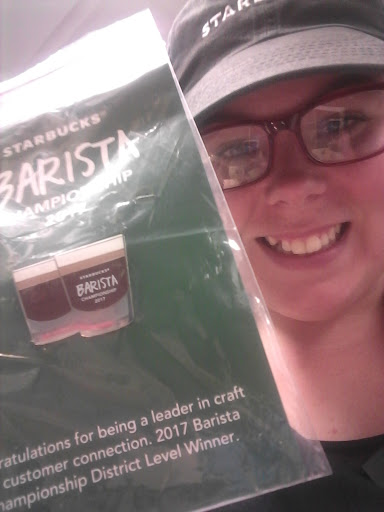 STARB
STARBUCKS®
BARISTA
CHAMPIONSHIP
2017
STARBUCKS
BARISTA
CHAMPIONSHIP
2017
ratulations for being a leader in craft
customer connection. 2017 Barista
hampionship District Level Winner.